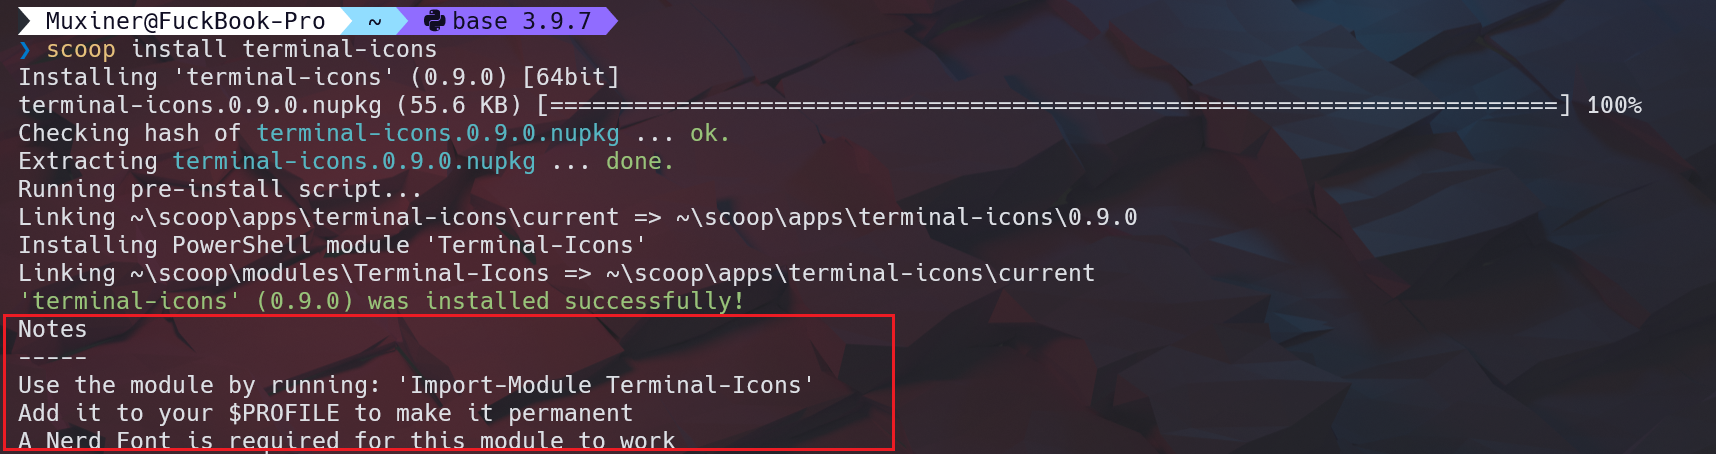 Muxiner@FuckBook-Pro ~ base 3.9.7
❯ scoop install terminal-icons
Installing 'terminal-icons' (0.9.0) [64bit]
terminal-icons.0.9.0.nupkg (55.6 KB) [========================================================================] 100%
Checking hash of terminal-icons.0.9.0.nupkg ... ok.
Extracting terminal-icons.0.9.0.nupkg ... done.
Running pre-install script...
Linking ~\scoop\apps\terminal-icons\current => ~\scoop\apps\terminal-icons\0.9.0
Installing PowerShell module 'Terminal-Icons'
Linking ~\scoop\modules\Terminal-Icons => ~\scoop\apps\terminal-icons\current
'terminal-icons' (0.9.0) was installed successfully!
Notes
-----
Use the module by running: 'Import-Module Terminal-Icons'
Add it to your $PROFILE to make it permanent
A Nerd Font is required for this module to work